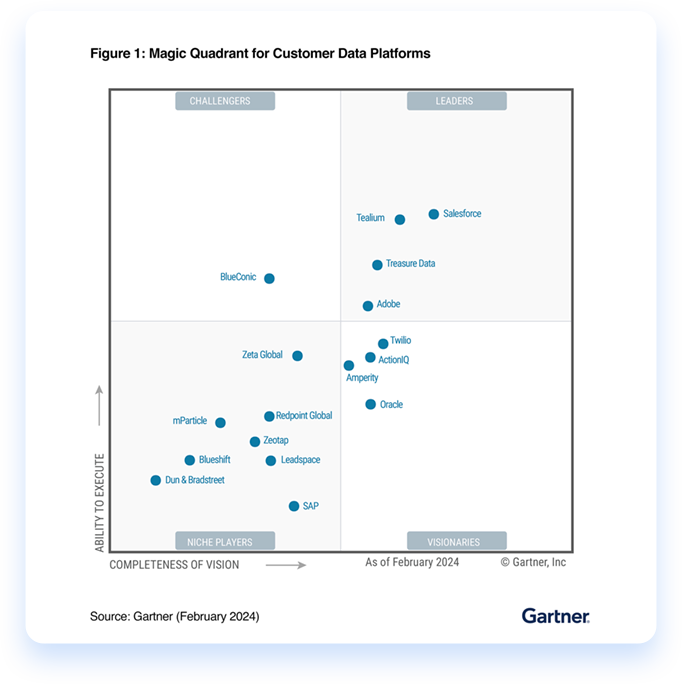 Figure 1: Magic Quadrant for Customer Data Platforms
CHALLENGERS
LEADERS
Tealium
Salesforce
Treasure Data
BlueConic
Adobe
Twilio
Zeta Global
ActionIQ
Amperity
Oracle
Redpoint Global
mParticle
Zeotap
Blueshift
Leadspace
Dun & Bradstreet
SAP
NICHE PLAYERS
VISIONARIES
ABILITY TO EXECUTE
COMPLETENESS OF VISION
As of February 2024
© Gartner, Inc
Source: Gartner (February 2024)
Gartner®